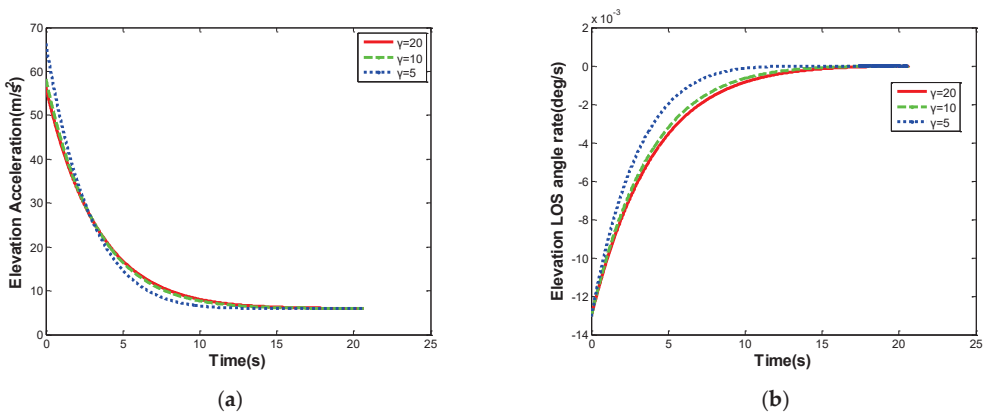 70
60
50
40
30
20
10
0
0 5 10 15 20 25
Elevation Acceleration(m/s²)
Time(s)
γ=20
γ=10
γ=5
(a)
x 10⁻³
2
0
-2
-4
-6
-8
-10
-12
-14
0 5 10 15 20 25
Elevation LOS angle rate(deg/s)
Time(s)
γ=20
γ=10
γ=5
(b)